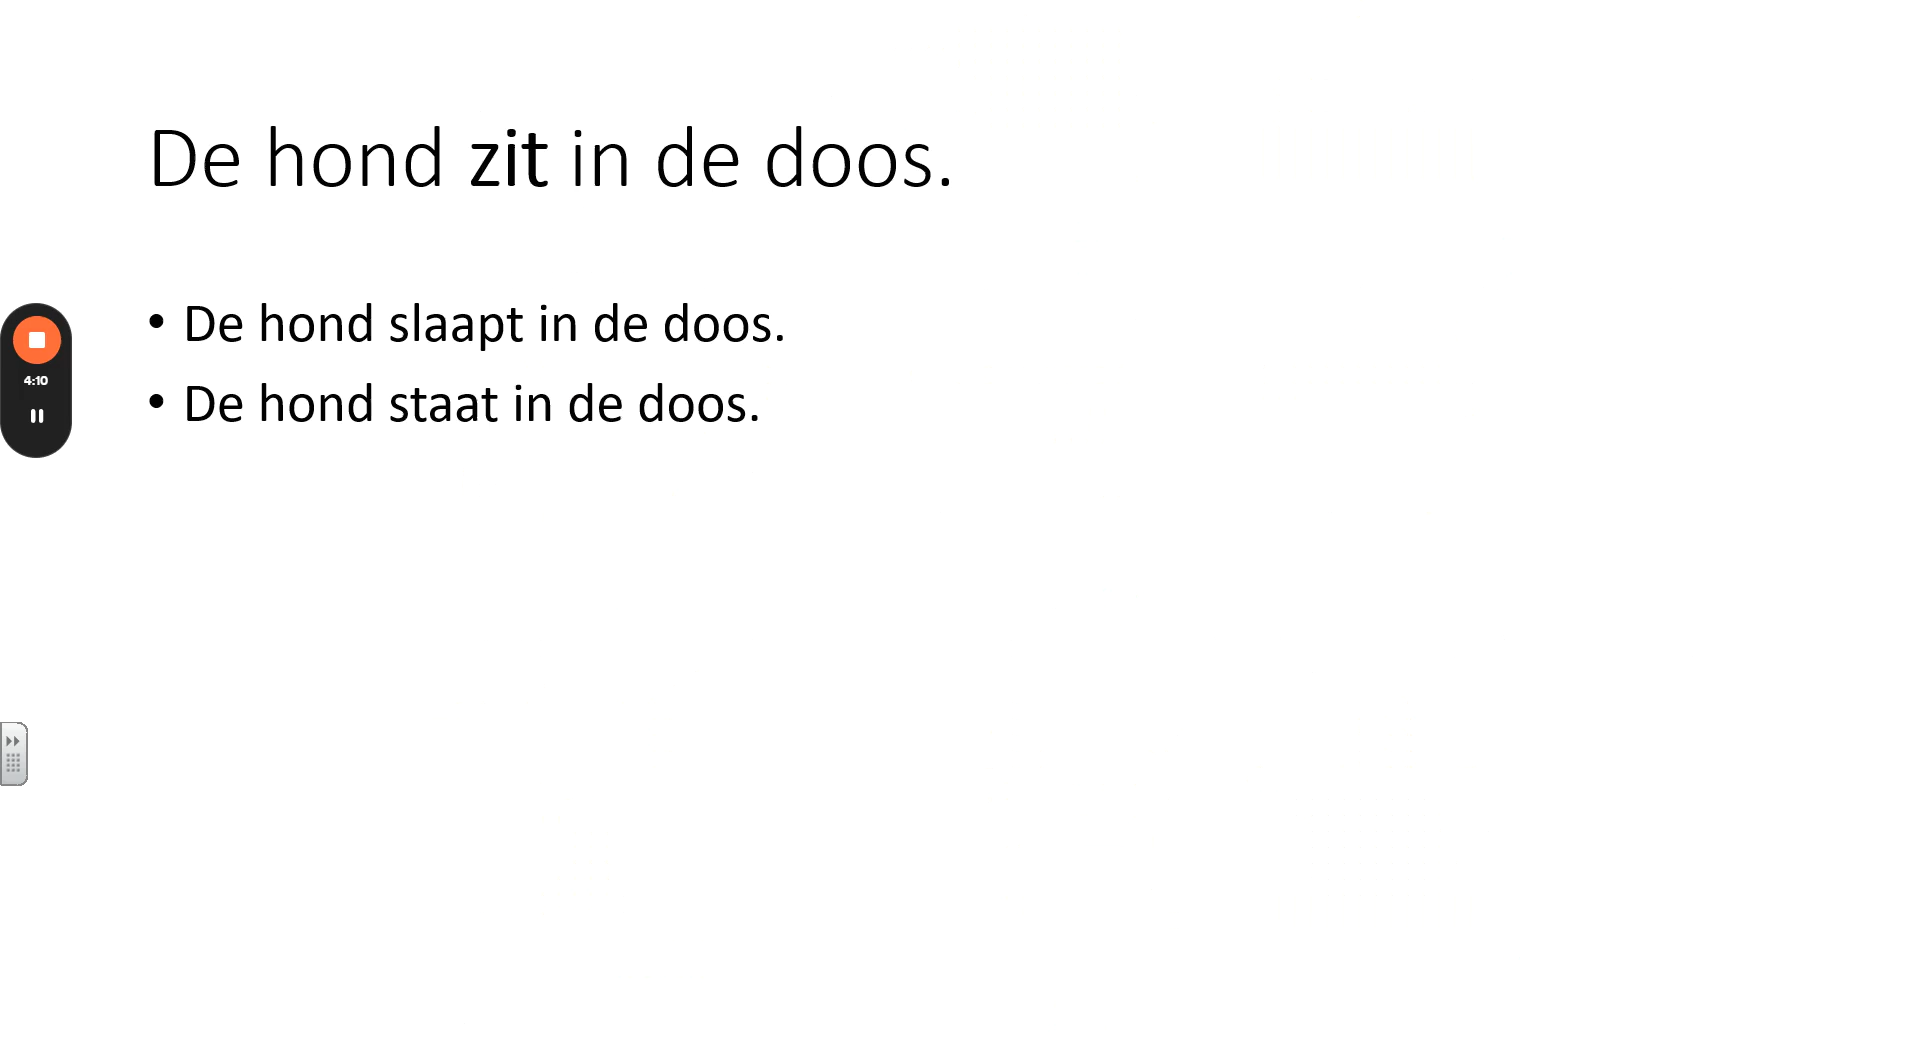 De hond zit in de doos.
• De hond slaapt in de doos.
4:10
• De hond staat in de doos.